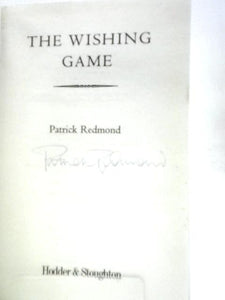 THE WISHING
GAME
Patrick Redmond
Hodder & Stoughton